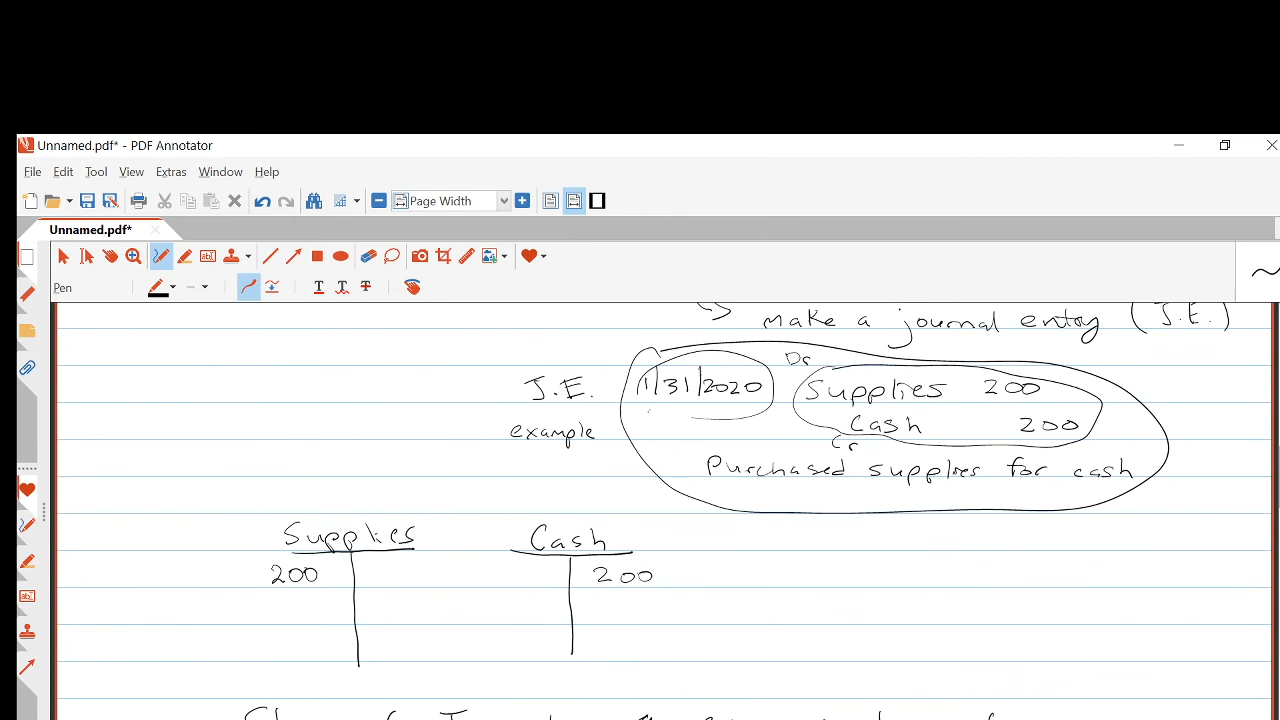 Unnamed.pdf* - PDF Annotator
File Edit Tool View Extras Window Help
Page Width
Unnamed.pdf*
Pen
make a journal entry (J.E.)
Dr
J.E. 1/31/2020 Supplies 200
example Cash 200
Cr
Purchased supplies for cash
Supplies Cash
200 200